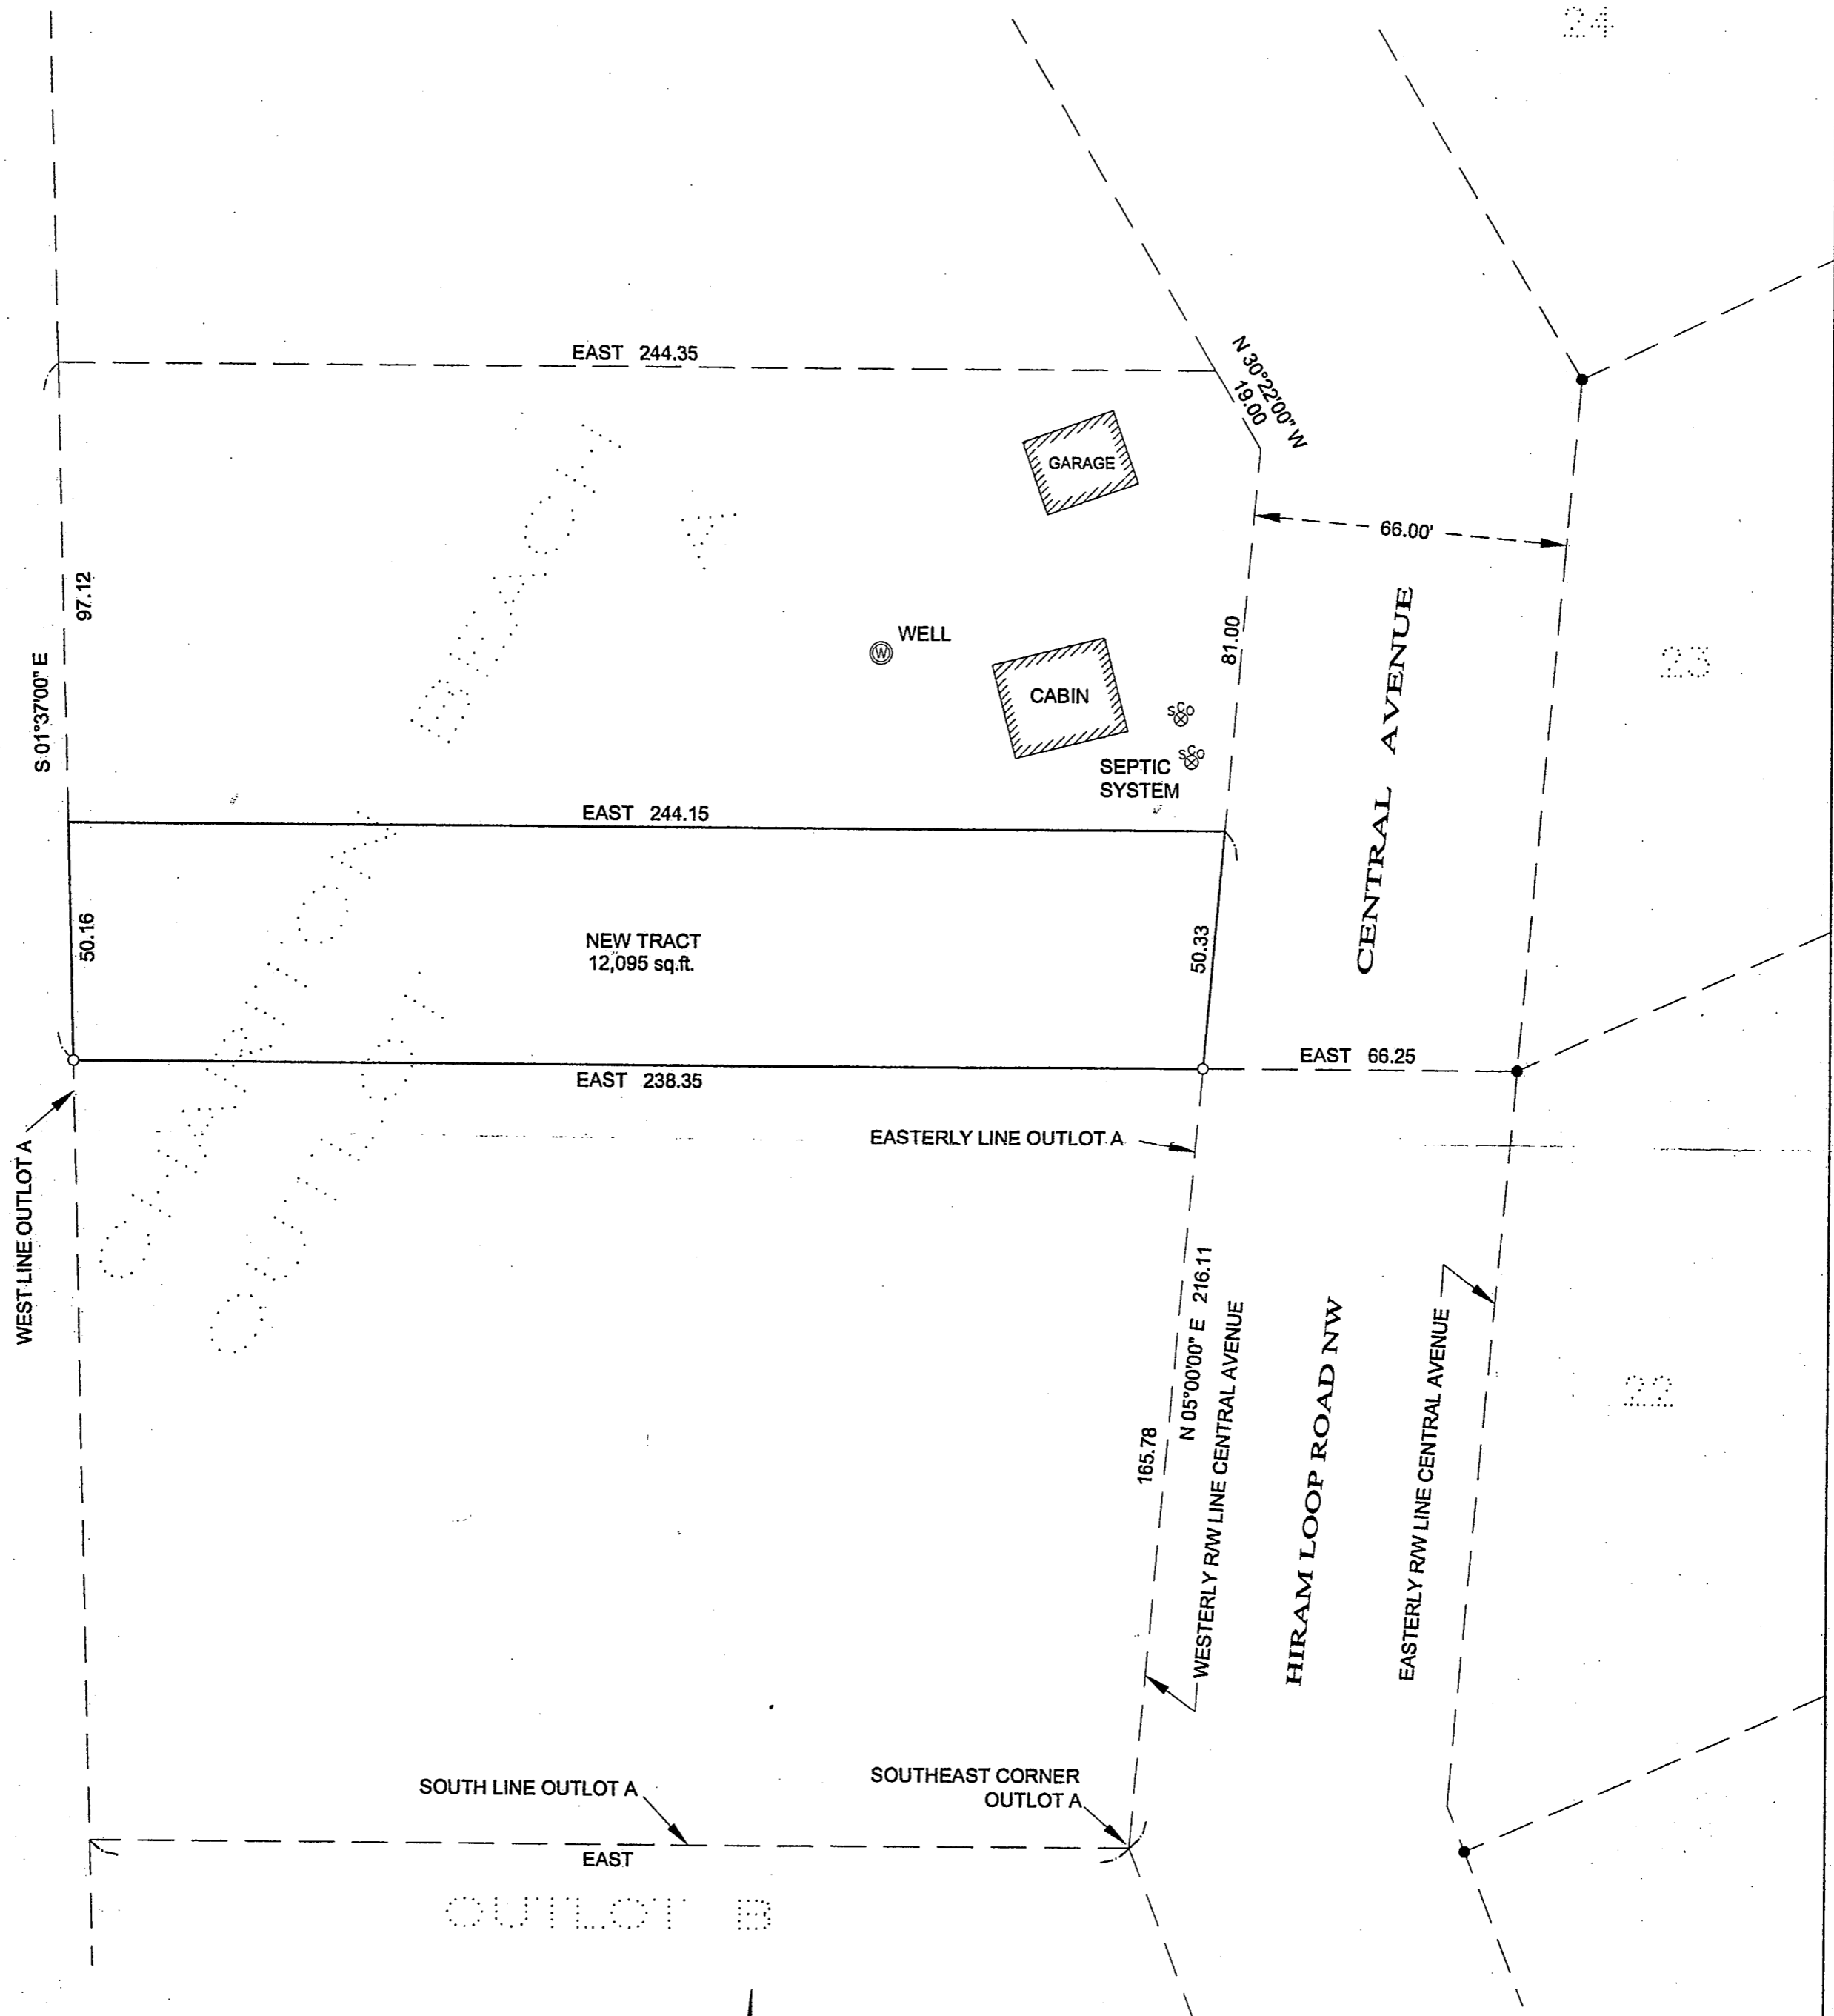 24
EAST 244.35
N 30°22'00" W
19.00
GARAGE
66.00'
97.12
S 01°37'00" E
BEACH
A
WELL
W
CABIN
81.00
CENTRAL AVENUE
23
sco
sco
SEPTIC
SYSTEM
EAST 244.15
50.16
NEW TRACT
12,095 sq.ft.
50.33
CHARITON
OUTLOT
EAST 66.25
EAST 238.35
EASTERLY LINE OUTLOT A
WEST LINE OUTLOT A
N 05°00'00" E 216.11
165.78
WESTERLY R/W LINE CENTRAL AVENUE
HIRAM LOOP ROAD NW
EASTERLY R/W LINE CENTRAL AVENUE
22
SOUTH LINE OUTLOT A
SOUTHEAST CORNER
OUTLOT A
EAST
OUTLOT B